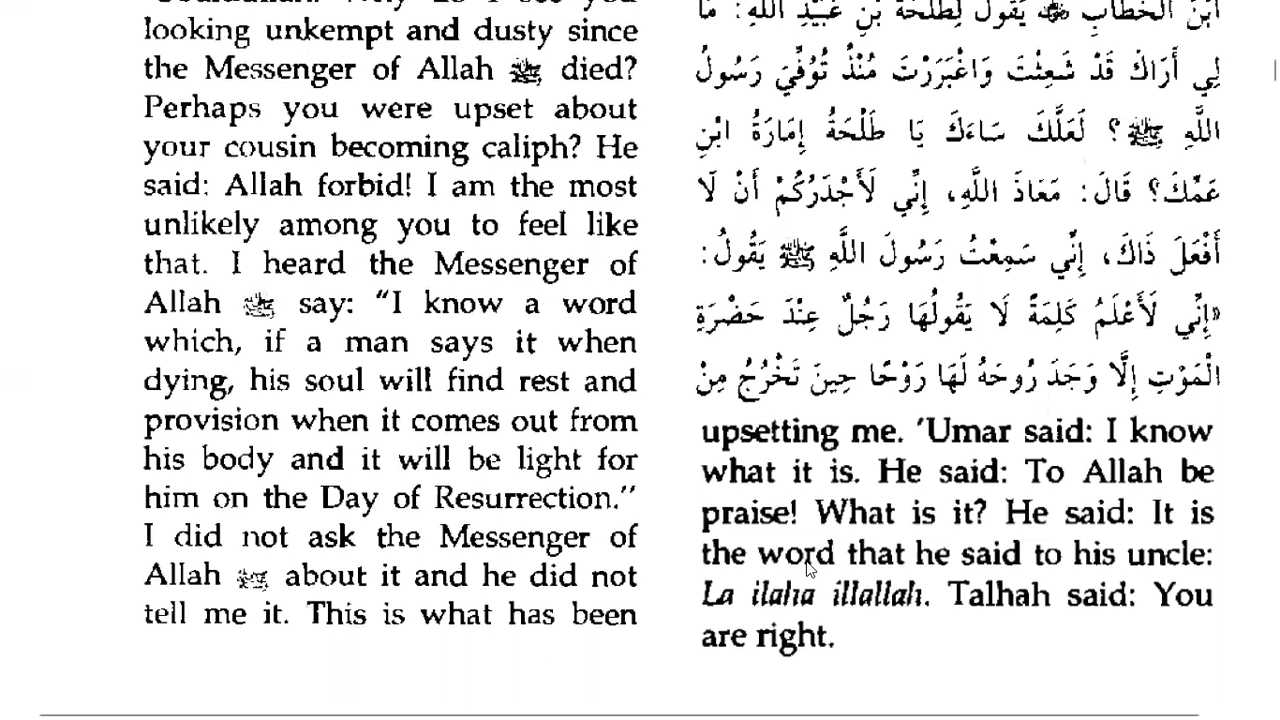 looking unkempt and dusty since
the Messenger of Allah ﷺ died?
Perhaps you were upset about
your cousin becoming caliph? He
said: Allah forbid! I am the most
unlikely among you to feel like
that. I heard the Messenger of
Allah ﷺ say: "I know a word
which, if a man says it when
dying, his soul will find rest and
provision when it comes out from
his body and it will be light for
him on the Day of Resurrection."
I did not ask the Messenger of
Allah ﷺ about it and he did not
tell me it. This is what has been
ابْنَ الْخَطَّابِ يَقُولُ لِطَلْحَةَ بْنِ عُبَيْدِ اللَّهِ: مَا
لِي أَرَاكَ قَدْ شَعِثْتَ وَاغْبَرَرْتَ مُنْذُ تُوُفِّيَ رَسُولُ
اللَّهِ ﷺ؟ لَعَلَّكَ سَاءَكَ يَا طَلْحَةُ إِمَارَةُ ابْنِ
عَمِّكَ؟ قَالَ: مَعَاذَ اللَّهِ، إِنِّي لَأَجْدَرُكُمْ أَنْ لَا
أَفْعَلَ ذَاكَ، إِنِّي سَمِعْتُ رَسُولَ اللَّهِ ﷺ يَقُولُ:
«إِنِّي لَأَعْلَمُ كَلِمَةً لَا يَقُولُهَا رَجُلٌ عِنْدَ حَضْرَةِ
الْمَوْتِ إِلَّا وَجَدَ رُوحَهُ لَهَا رَوْحًا حِينَ تَخْرُجُ مِنْ
upsetting me. 'Umar said: I know
what it is. He said: To Allah be
praise! What is it? He said: It is
the word that he said to his uncle:
La ilaha illallah. Talhah said: You
are right.